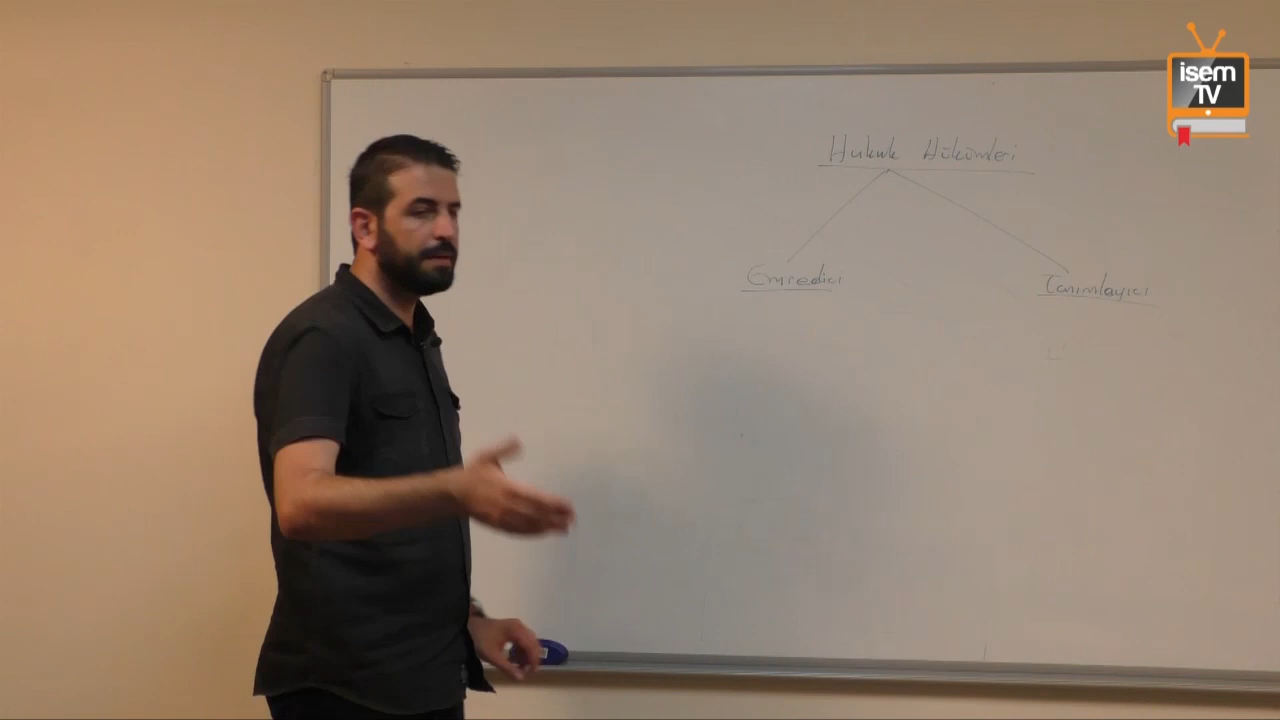 isem
TV
Hukuk Hükümleri
Emredici
Tanımlayıcı